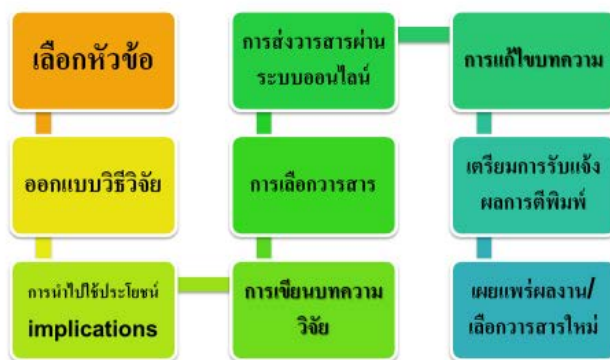 เลือกหัวข้อ
ออกแบบวิธีวิจัย
การนำไปใช้ประโยชน์
implications
การเขียนบทความ
วิจัย
การเลือกวารสาร
การส่งวารสารผ่าน
ระบบออนไลน์
การแก้ไขบทความ
เตรียมการรับแจ้ง
ผลการตีพิมพ์
เผยแพร่ผลงาน/
เลือกวารสารใหม่